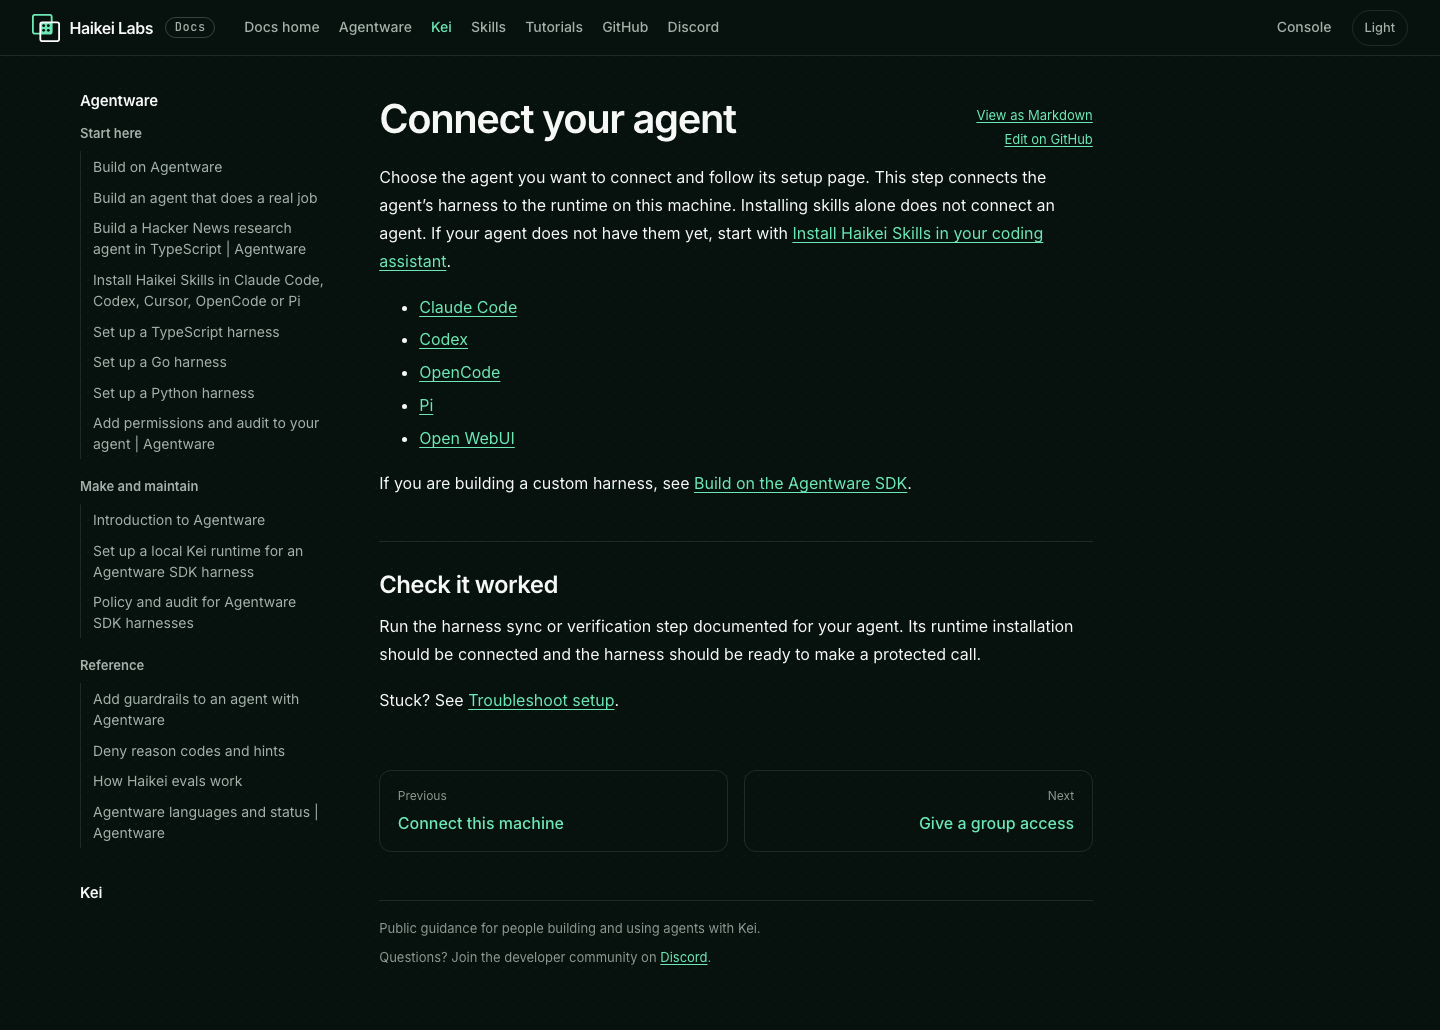 Haikei Labs
Docs
Docs home
Agentware
Kei
Skills
Tutorials
GitHub
Discord
Console
Light
Agentware
Start here
Build on Agentware
Build an agent that does a real job
Build a Hacker News research
agent in TypeScript | Agentware
Install Haikei Skills in Claude Code,
Codex, Cursor, OpenCode or Pi
Set up a TypeScript harness
Set up a Go harness
Set up a Python harness
Add permissions and audit to your
agent | Agentware
Make and maintain
Introduction to Agentware
Set up a local Kei runtime for an
Agentware SDK harness
Policy and audit for Agentware
SDK harnesses
Reference
Add guardrails to an agent with
Agentware
Deny reason codes and hints
How Haikei evals work
Agentware languages and status |
Agentware
Kei
Connect your agent
View as Markdown
Edit on GitHub
Choose the agent you want to connect and follow its setup page. This step connects the
agent’s harness to the runtime on this machine. Installing skills alone does not connect an
agent. If your agent does not have them yet, start with Install Haikei Skills in your coding
assistant.
Claude Code
Codex
OpenCode
Pi
Open WebUI
If you are building a custom harness, see Build on the Agentware SDK.
Check it worked
Run the harness sync or verification step documented for your agent. Its runtime installation
should be connected and the harness should be ready to make a protected call.
Stuck? See Troubleshoot setup.
Previous
Connect this machine
Next
Give a group access
Public guidance for people building and using agents with Kei.
Questions? Join the developer community on Discord.